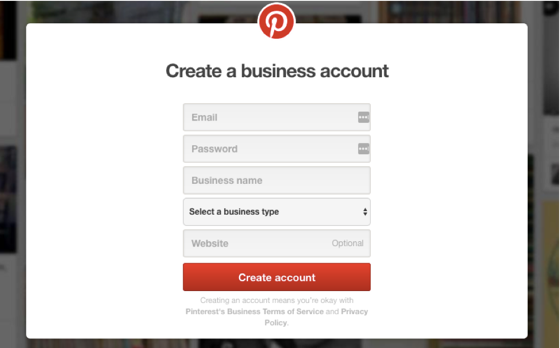 Create a business account
Email
Password
Business name
Select a business type
Website Optional
Create account
Creating an account means you're okay with
Pinterest's Business Terms of Service and Privacy
Policy.